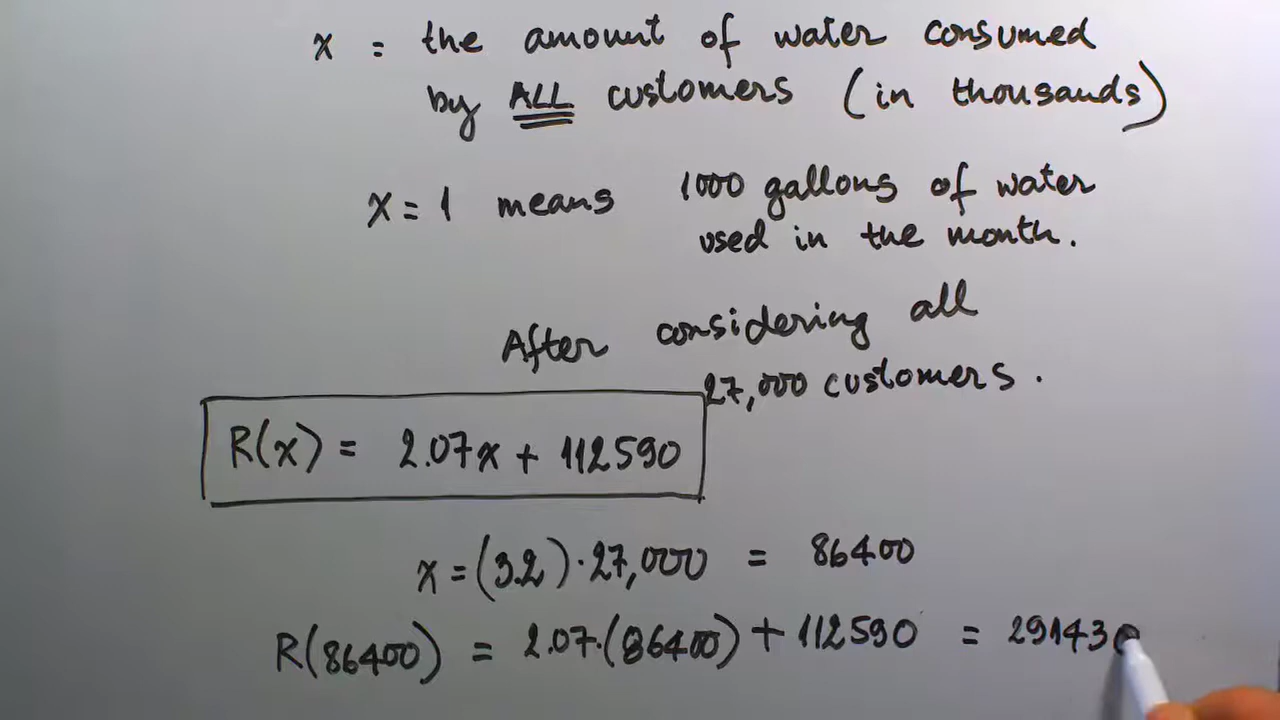 x = the amount of water consumed
by ALL customers (in thousands)
x = 1 means 1000 gallons of water
used in the month.
After considering all
27,000 customers.
R(x) = 2.07x + 112590
x = (3.2) · 27,000 = 86400
R(86400) = 2.07·(86400) + 112590 = 291430